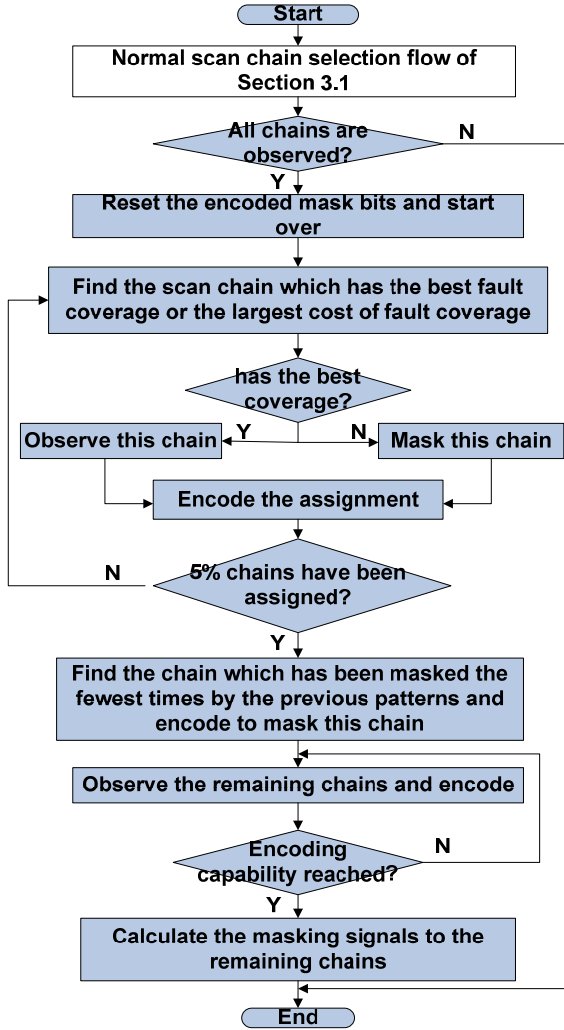 Start
Normal scan chain selection flow of
Section 3.1
All chains are
observed?
N
Y
Reset the encoded mask bits and start
over
Find the scan chain which has the best fault
coverage or the largest cost of fault coverage
has the best
coverage?
Y
N
Observe this chain
Mask this chain
Encode the assignment
5% chains have been
assigned?
N
Y
Find the chain which has been masked the
fewest times by the previous patterns and
encode to mask this chain
Observe the remaining chains and encode
Encoding
capability reached?
N
Y
Calculate the masking signals to the
remaining chains
End